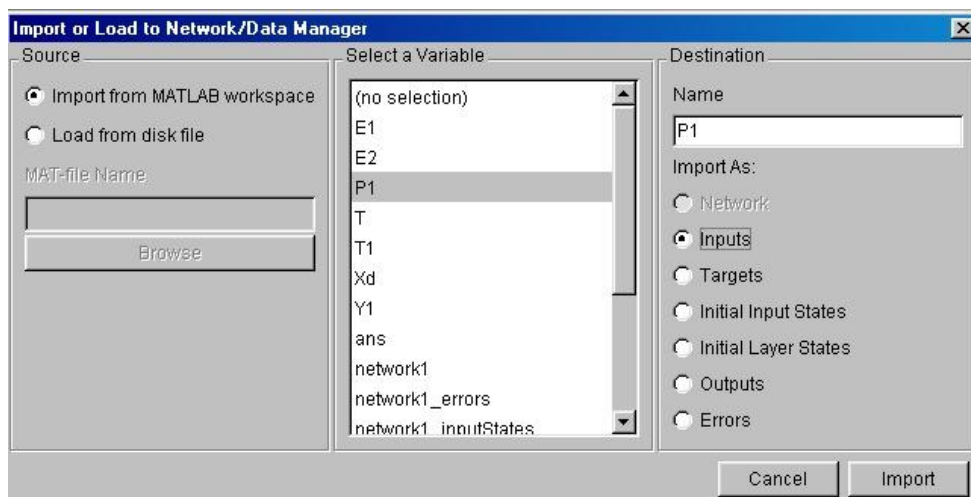 Import or Load to Network/Data Manager
Source
Import from MATLAB workspace
Load from disk file
MAT-file Name
Browse
Select a Variable
(no selection)
E1
E2
P1
T
T1
Xd
Y1
ans
network1
network1_errors
network1_inputStates
Destination
Name
P1
Import As:
Network
Inputs
Targets
Initial Input States
Initial Layer States
Outputs
Errors
Cancel
Import